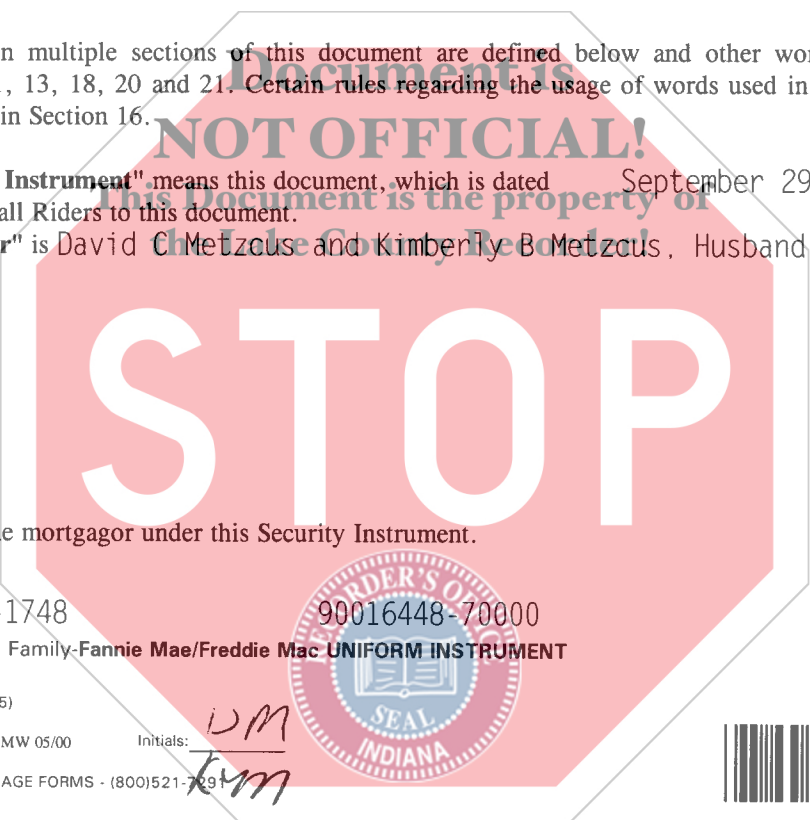 n multiple sections of this document are defined below and other wor
, 13, 18, 20 and 21. Certain rules regarding the usage of words used in
in Section 16.
Document is
NOT OFFICIAL!
This Document is the property of
the Lake County Recorder!
Instrument" means this document, which is dated September 29
all Riders to this document.
r" is David C Metzcus and Kimberly B Metzcus, Husband
STOP
e mortgagor under this Security Instrument.
-1748 90016448-70000
Family-Fannie Mae/Freddie Mac UNIFORM INSTRUMENT
5)
MW 05/00 Initials: DM
AGE FORMS - (800)521-7291
RECORDER'S OFFICE
SEAL
INDIANA